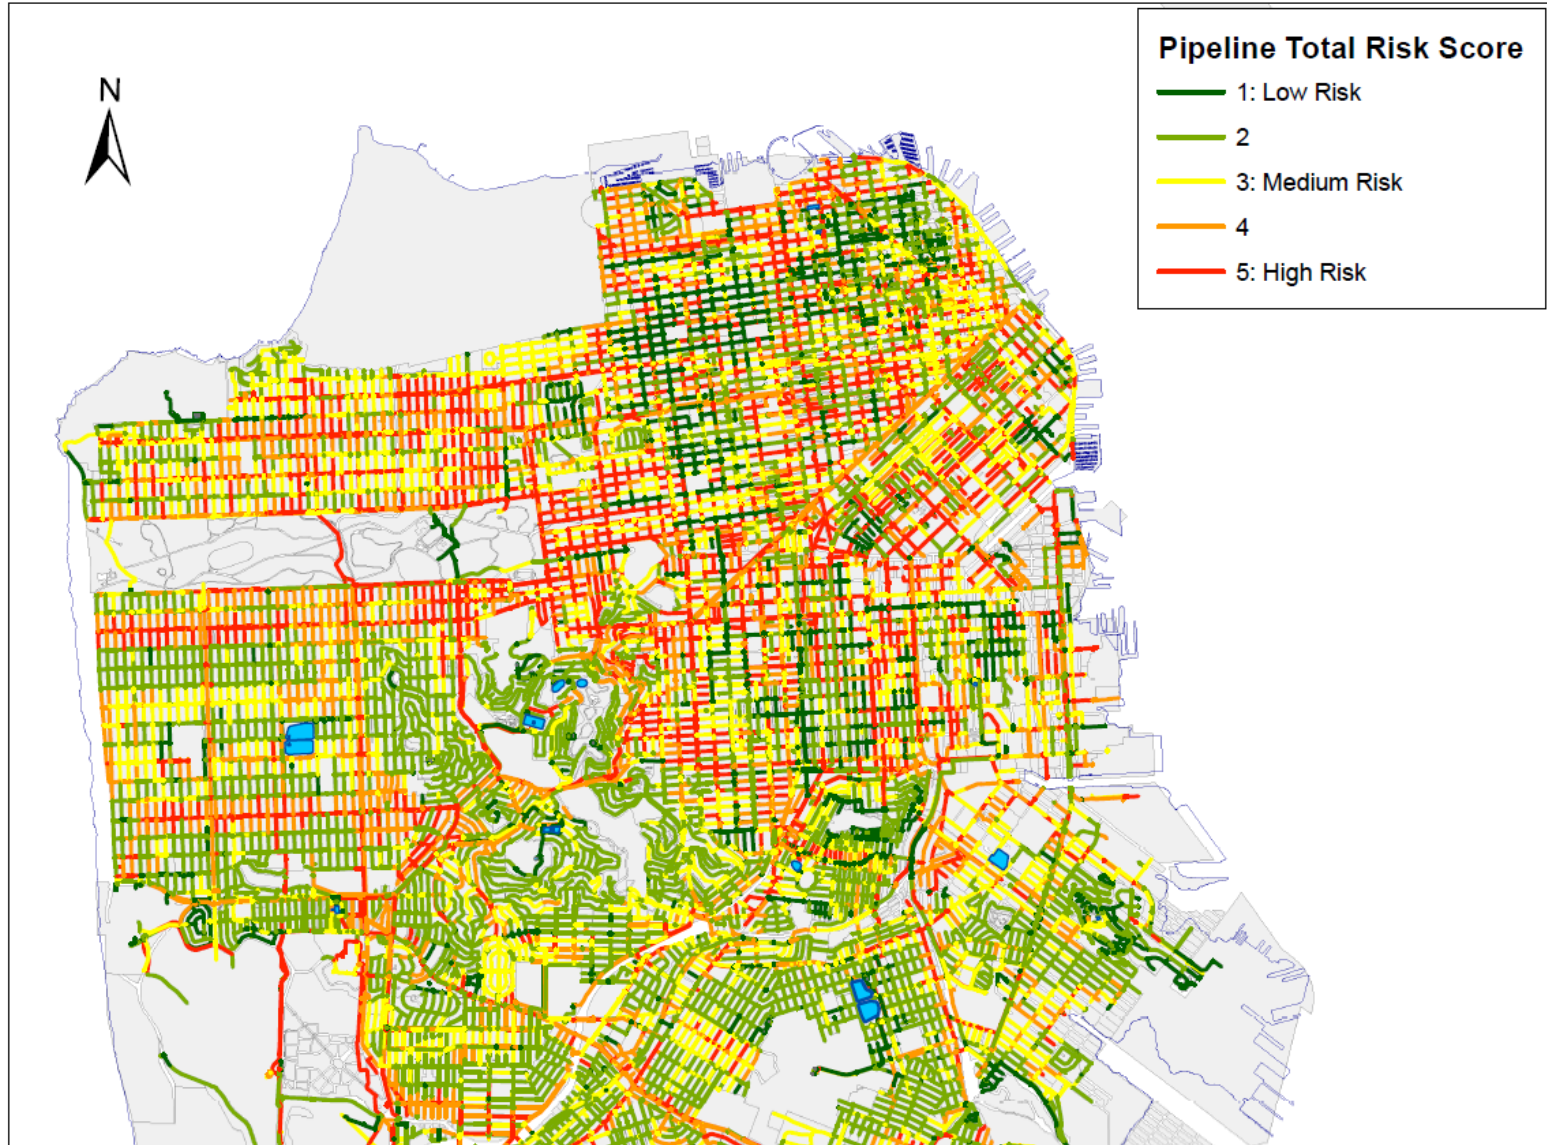 N
Pipeline Total Risk Score
1: Low Risk
2
3: Medium Risk
4
5: High Risk